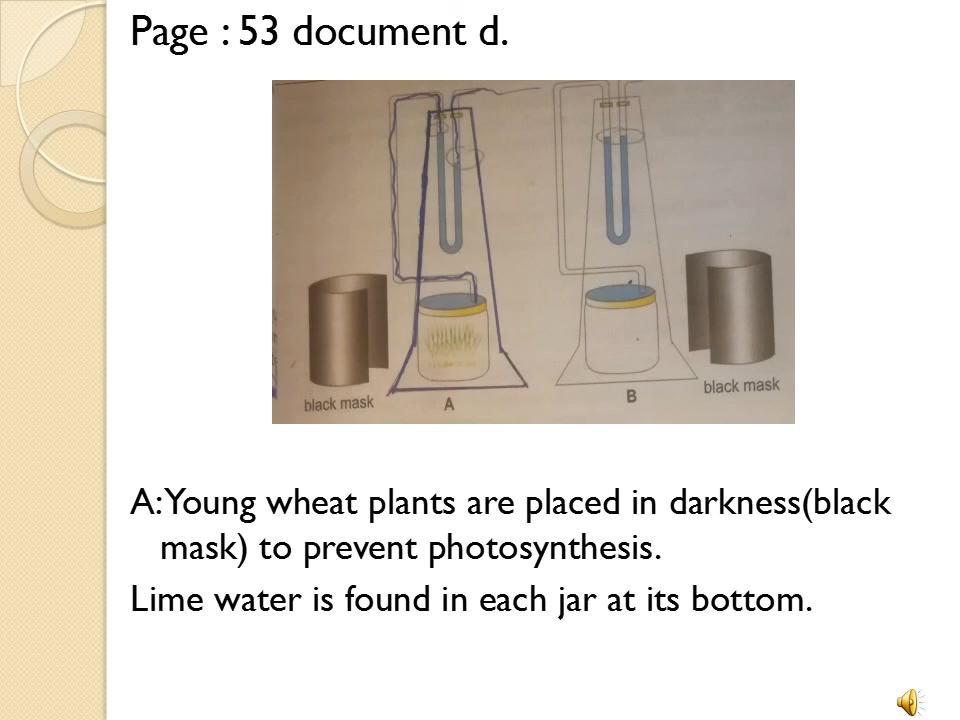 Page : 53 document d.
black mask
A
B
black mask
A: Young wheat plants are placed in darkness(black
mask) to prevent photosynthesis.
Lime water is found in each jar at its bottom.